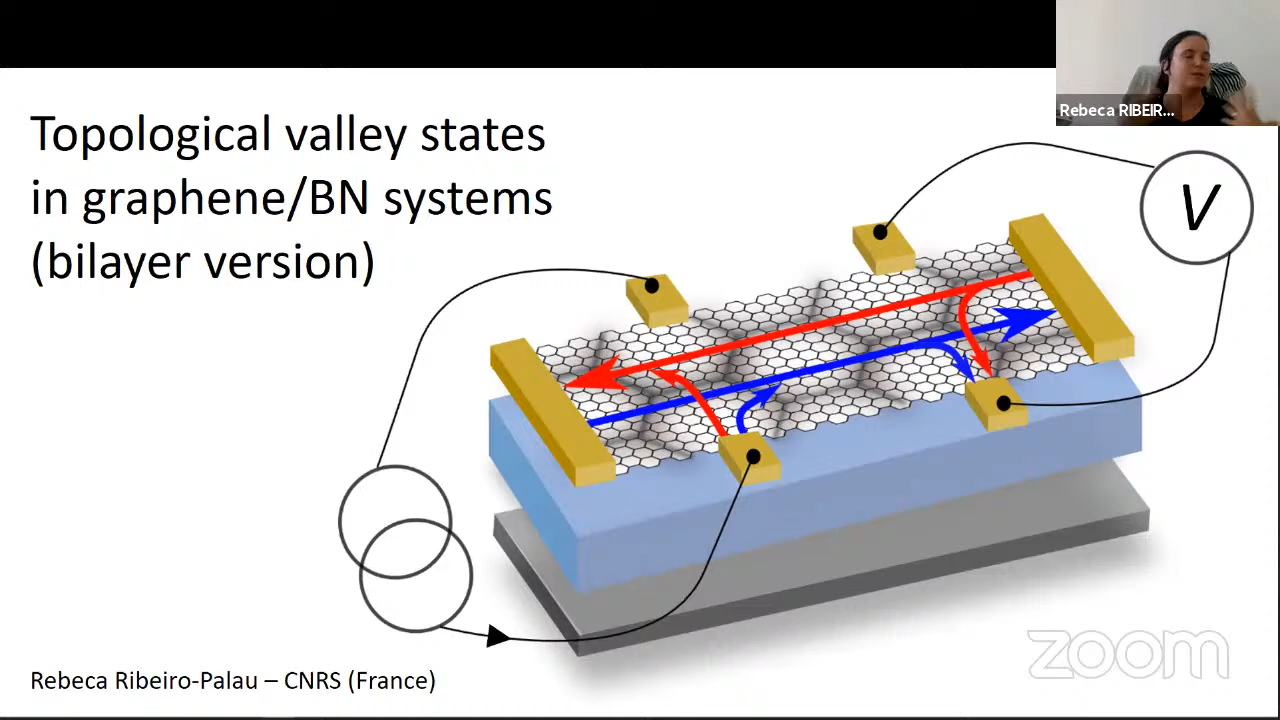 Rebeca RIBEIR...
Topological valley states
in graphene/BN systems
(bilayer version)
V
Rebeca Ribeiro-Palau – CNRS (France)
zoom